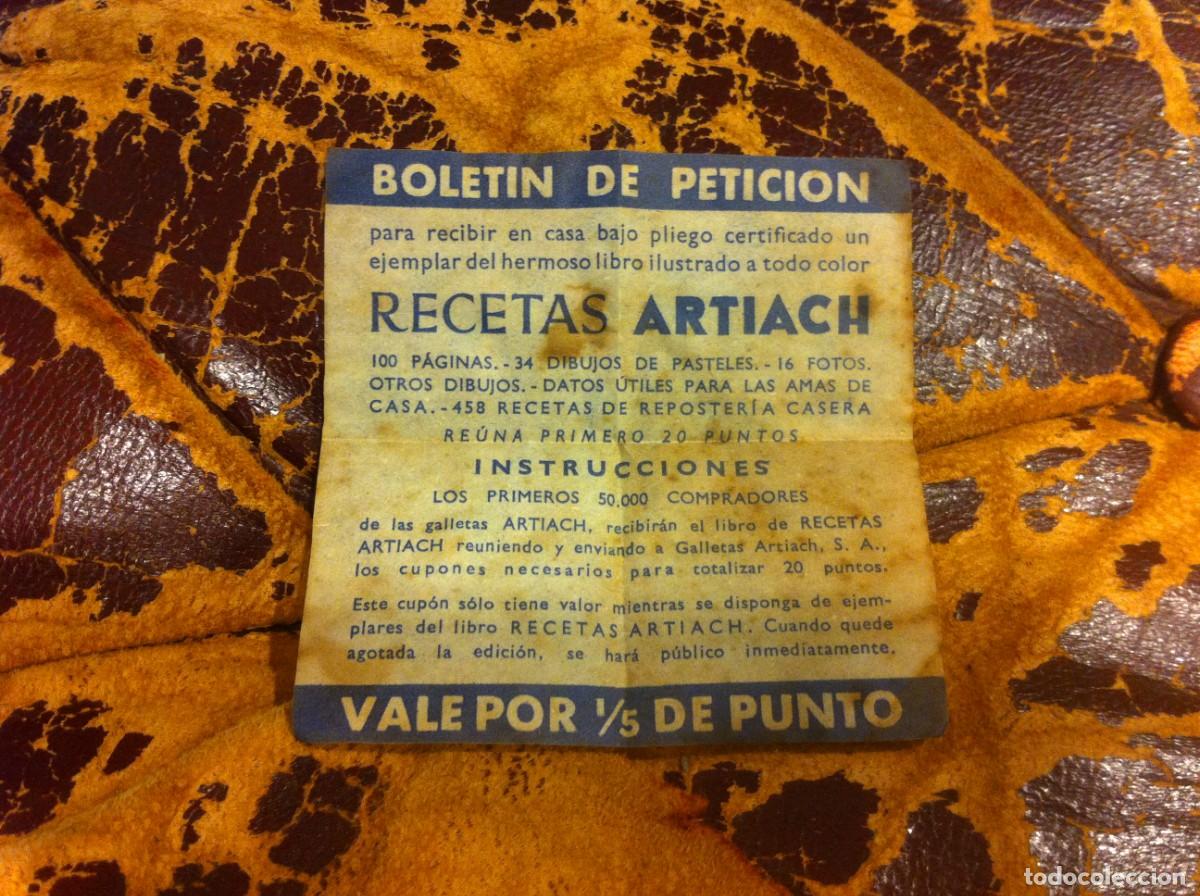 BOLETIN DE PETICION
para recibir en casa bajo pliego certificado un
ejemplar del hermoso libro ilustrado a todo color
RECETAS ARTIACH
100 PÁGINAS.-34 DIBUJOS DE PASTELES.-16 FOTOS.
OTROS DIBUJOS.-DATOS ÚTILES PARA LAS AMAS DE
CASA.-458 RECETAS DE REPOSTERÍA CASERA
REÚNA PRIMERO 20 PUNTOS
INSTRUCCIONES
LOS PRIMEROS 50.000 COMPRADORES
de las galletas ARTIACH, recibirán el libro de RECETAS
ARTIACH reuniendo y enviando a Galletas Artiach, S. A.,
los cupones necesarios para totalizar 20 puntos.
Este cupón sólo tiene valor mientras se disponga de ejem-
plares del libro RECETAS ARTIACH. Cuando quede
agotada la edición, se hará público inmediatamente.
VALE POR 1/5 DE PUNTO
todocoleccion